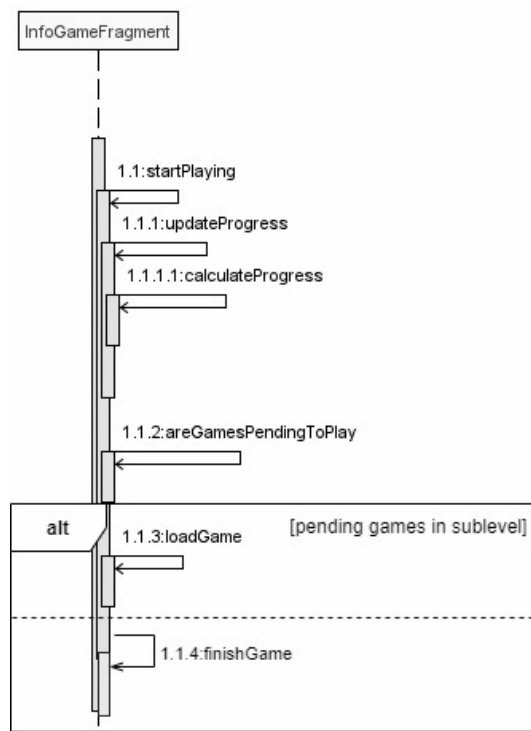 InfoGameFragment
1.1:startPlaying
1.1.1:updateProgress
1.1.1.1:calculateProgress
1.1.2:areGamesPendingToPlay
alt
[pending games in sublevel]
1.1.3:loadGame
1.1.4:finishGame